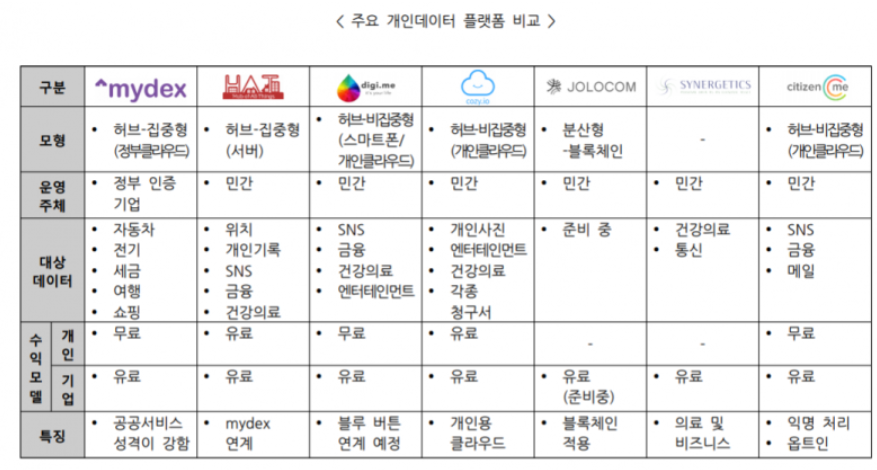 < 주요 개인데이터 플랫폼 비교 >
구분 ^mydex HAT digi.me cozy.io JOLOCOM SYNERGETICS citizen me
모형
• 허브-집중형
(정부클라우드)
• 허브-집중형
(서버)
• 허브-비집중형
(스마트폰/
개인클라우드)
• 허브-비집중형
(개인클라우드)
• 분산형
-블록체인
-
• 허브-비집중형
(개인클라우드)
운영
주체
• 정부 인증
기업
• 민간
• 민간
• 민간
• 민간
• 민간
• 민간
대상
데이터
• 자동차
• 전기
• 세금
• 여행
• 쇼핑
• 위치
• 개인기록
• SNS
• 금융
• 건강의료
• SNS
• 금융
• 건강의료
• 엔터테인먼트
• 개인사진
• 엔터테인먼트
• 건강의료
• 각종
청구서
• 준비 중
• 건강의료
• 통신
• SNS
• 금융
• 메일
수
익
모
델
개
인
• 무료
• 유료
• 무료
• 유료
-
-
• 무료
기
업
• 유료
• 유료
• 유료
• 유료
• 유료
(준비중)
• 유료
• 유료
특징
• 공공서비스
성격이 강함
• mydex
연계
• 블루 버튼
연계 예정
• 개인용
클라우드
• 블록체인
적용
• 의료 및
비즈니스
• 익명 처리
• 옵트인